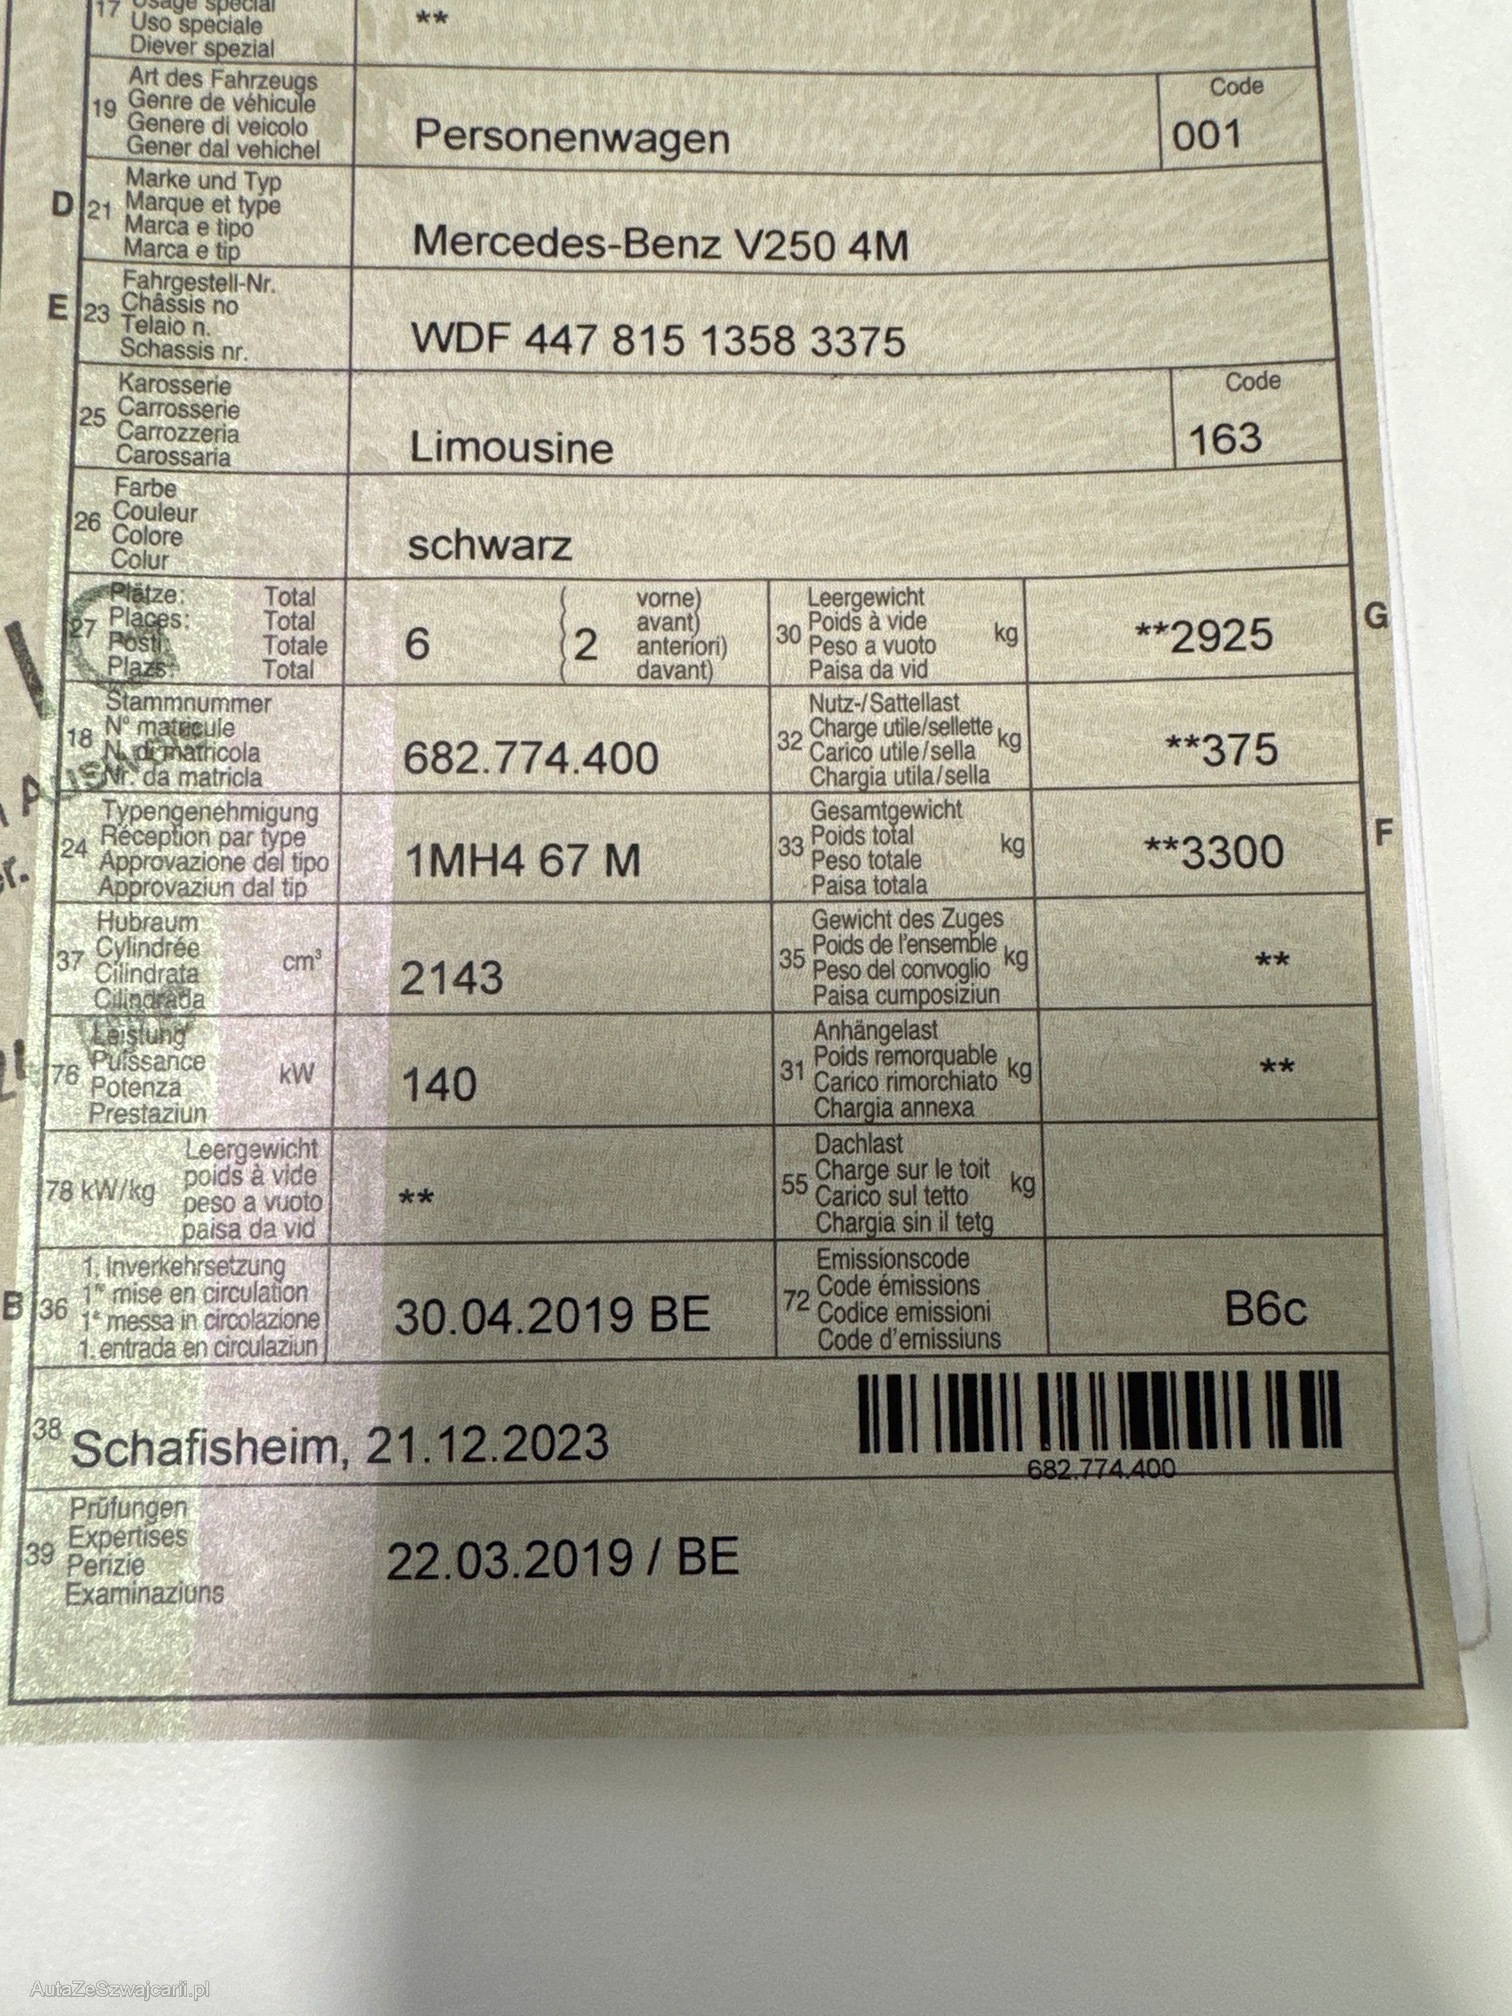 17 Usage spécial
Uso speciale
Diever spezial
**
19 Art des Fahrzeugs
Genre de véhicule
Genere di veicolo
Gener dal vehichel
Personenwagen
Code
001
D 21 Marke und Typ
Marque et type
Marca e tipo
Marca e tip
Mercedes-Benz V250 4M
E 23 Fahrgestell-Nr.
Châssis no
Telaio n.
Schassis nr.
WDF 447 815 1358 3375
25 Karosserie
Carrosserie
Carrozzeria
Carossaria
Limousine
Code
163
26 Farbe
Couleur
Colore
Colur
schwarz
27 Plätze: Total
Places: Total
Posti: Totale
Plazs: Total
6 (2 vorne)
avant)
anteriori)
davant)
30 Leergewicht
Poids à vide
Peso a vuoto
Paisa da vid
kg
**2925
G
18 Stammnummer
N° matricule
N. di matricola
Nr. da matricla
682.774.400
32 Nutz-/Sattellast
Charge utile/sellette
Carico utile/sella
Chargia utila/sella
kg
**375
24 Typengenehmigung
Réception par type
Approvazione del tipo
Approvaziun dal tip
1MH4 67 M
33 Gesamtgewicht
Poids total
Peso totale
Paisa totala
kg
**3300
F
37 Hubraum
Cylindrée
Cilindrata
Cilindrada
cm³
2143
35 Gewicht des Zuges
Poids de l'ensemble
Peso del convoglio
Paisa cumposiziun
kg
**
76 Leistung
Puissance
Potenza
Prestaziun
kW
140
31 Anhängelast
Poids remorquable
Carico rimorchiato
Chargia annexa
kg
**
78 kW/kg Leergewicht
poids à vide
peso a vuoto
paisa da vid
**
55 Dachlast
Charge sur le toit
Carico sul tetto
Chargia sin il tetg
kg
B 36 1. Inverkehrsetzung
1re mise en circulation
1a messa in circolazione
1. entrada en circulaziun
30.04.2019 BE
72 Emissionscode
Code émissions
Codice emissioni
Code d'emissiuns
B6c
38 Schafisheim, 21.12.2023
682.774.400
39 Prüfungen
Expertises
Perizie
Examinaziuns
22.03.2019 / BE
AutaZeSzwajcarii.pl